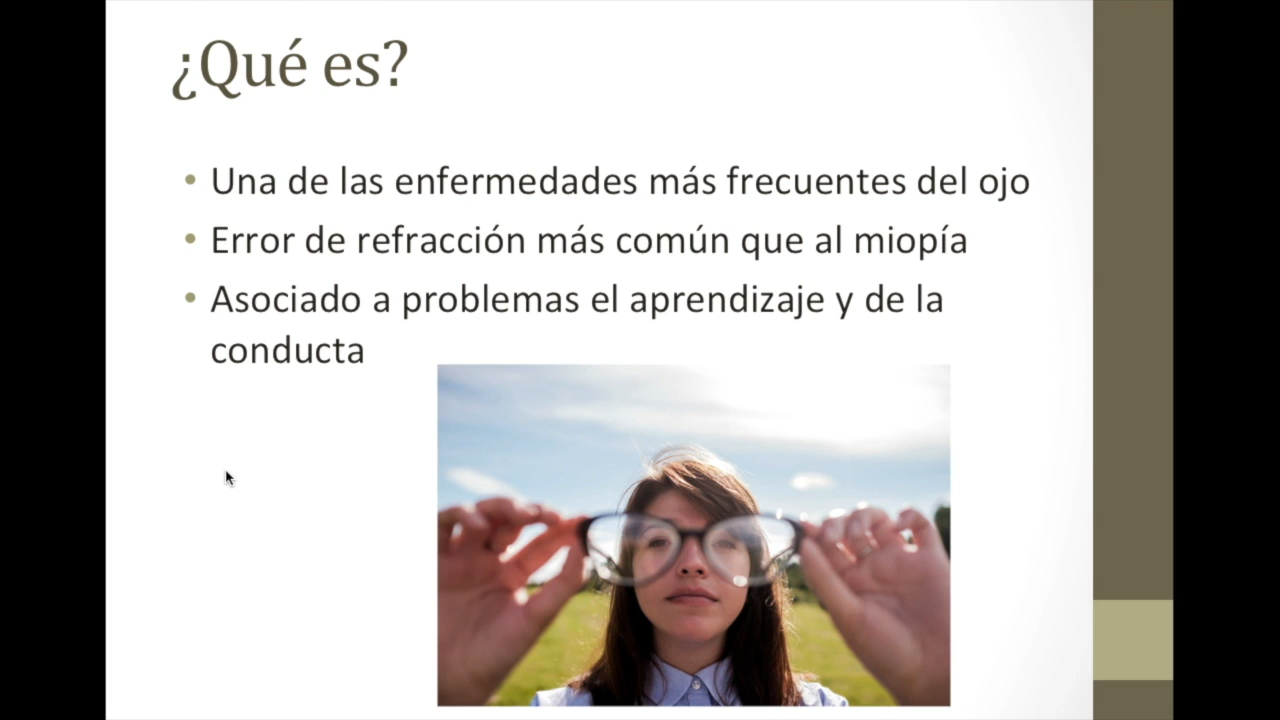 ¿Qué es?
• Una de las enfermedades más frecuentes del ojo
• Error de refracción más común que al miopía
• Asociado a problemas el aprendizaje y de la
conducta